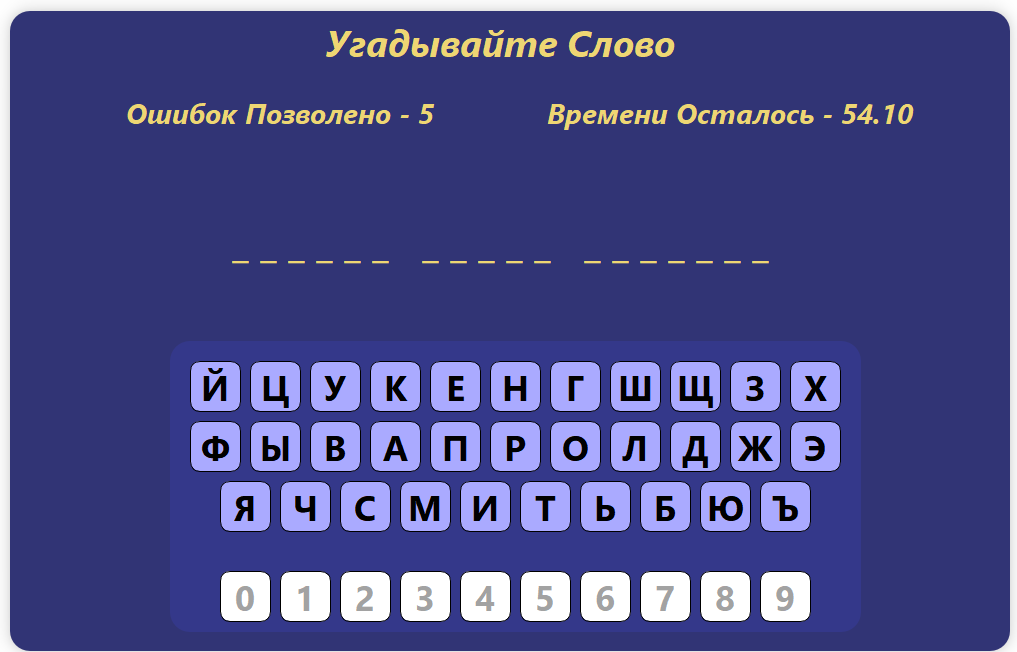 Угадывайте Слово
Ошибок Позволено - 5 Времени Осталось - 54.10
_ _ _ _ _ _ _ _ _ _ _ _ _ _ _ _ _ _
Й Ц У К Е Н Г Ш Щ З Х
Ф Ы В А П Р О Л Д Ж Э
Я Ч С М И Т Ь Б Ю Ъ
0 1 2 3 4 5 6 7 8 9